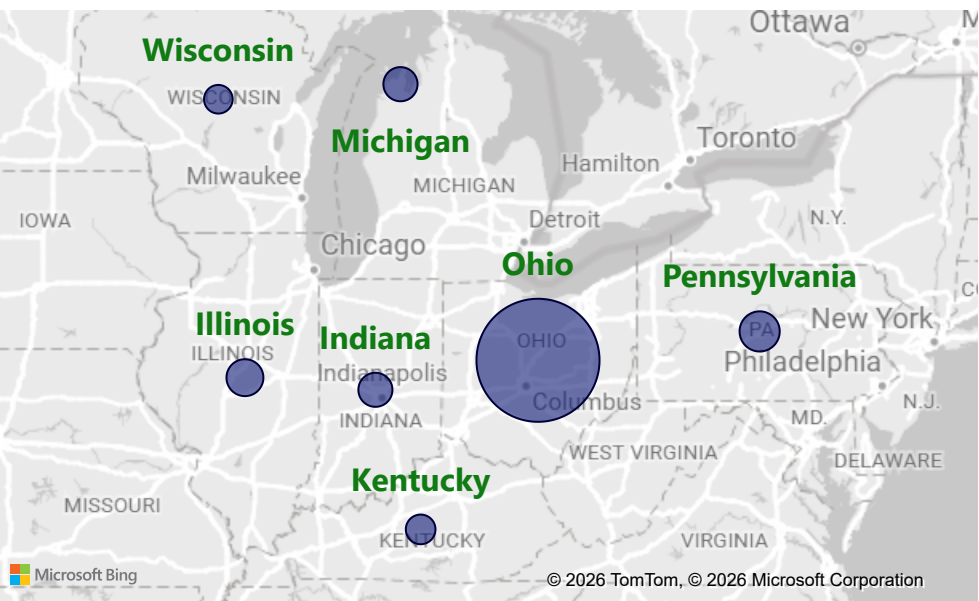 Ottawa
M
Wisconsin
WISCONSIN
Michigan
Toronto
Hamilton
Milwaukee
MICHIGAN
IOWA
Detroit
N.Y.
Chicago
Ohio
Pennsylvania
Illinois
Indiana
New York
PA
OHIO
ILLINOIS
Philadelphia
Indianapolis
Columbus
N.J.
INDIANA
MD.
WEST VIRGINIA
DELAWARE
Kentucky
MISSOURI
KENTUCKY
VIRGINIA
Microsoft Bing
© 2026 TomTom, © 2026 Microsoft Corporation